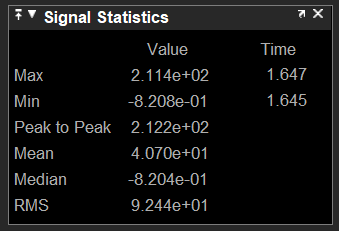 Signal Statistics
Value Time
Max 2.114e+02 1.647
Min -8.208e-01 1.645
Peak to Peak 2.122e+02
Mean 4.070e+01
Median -8.204e-01
RMS 9.244e+01